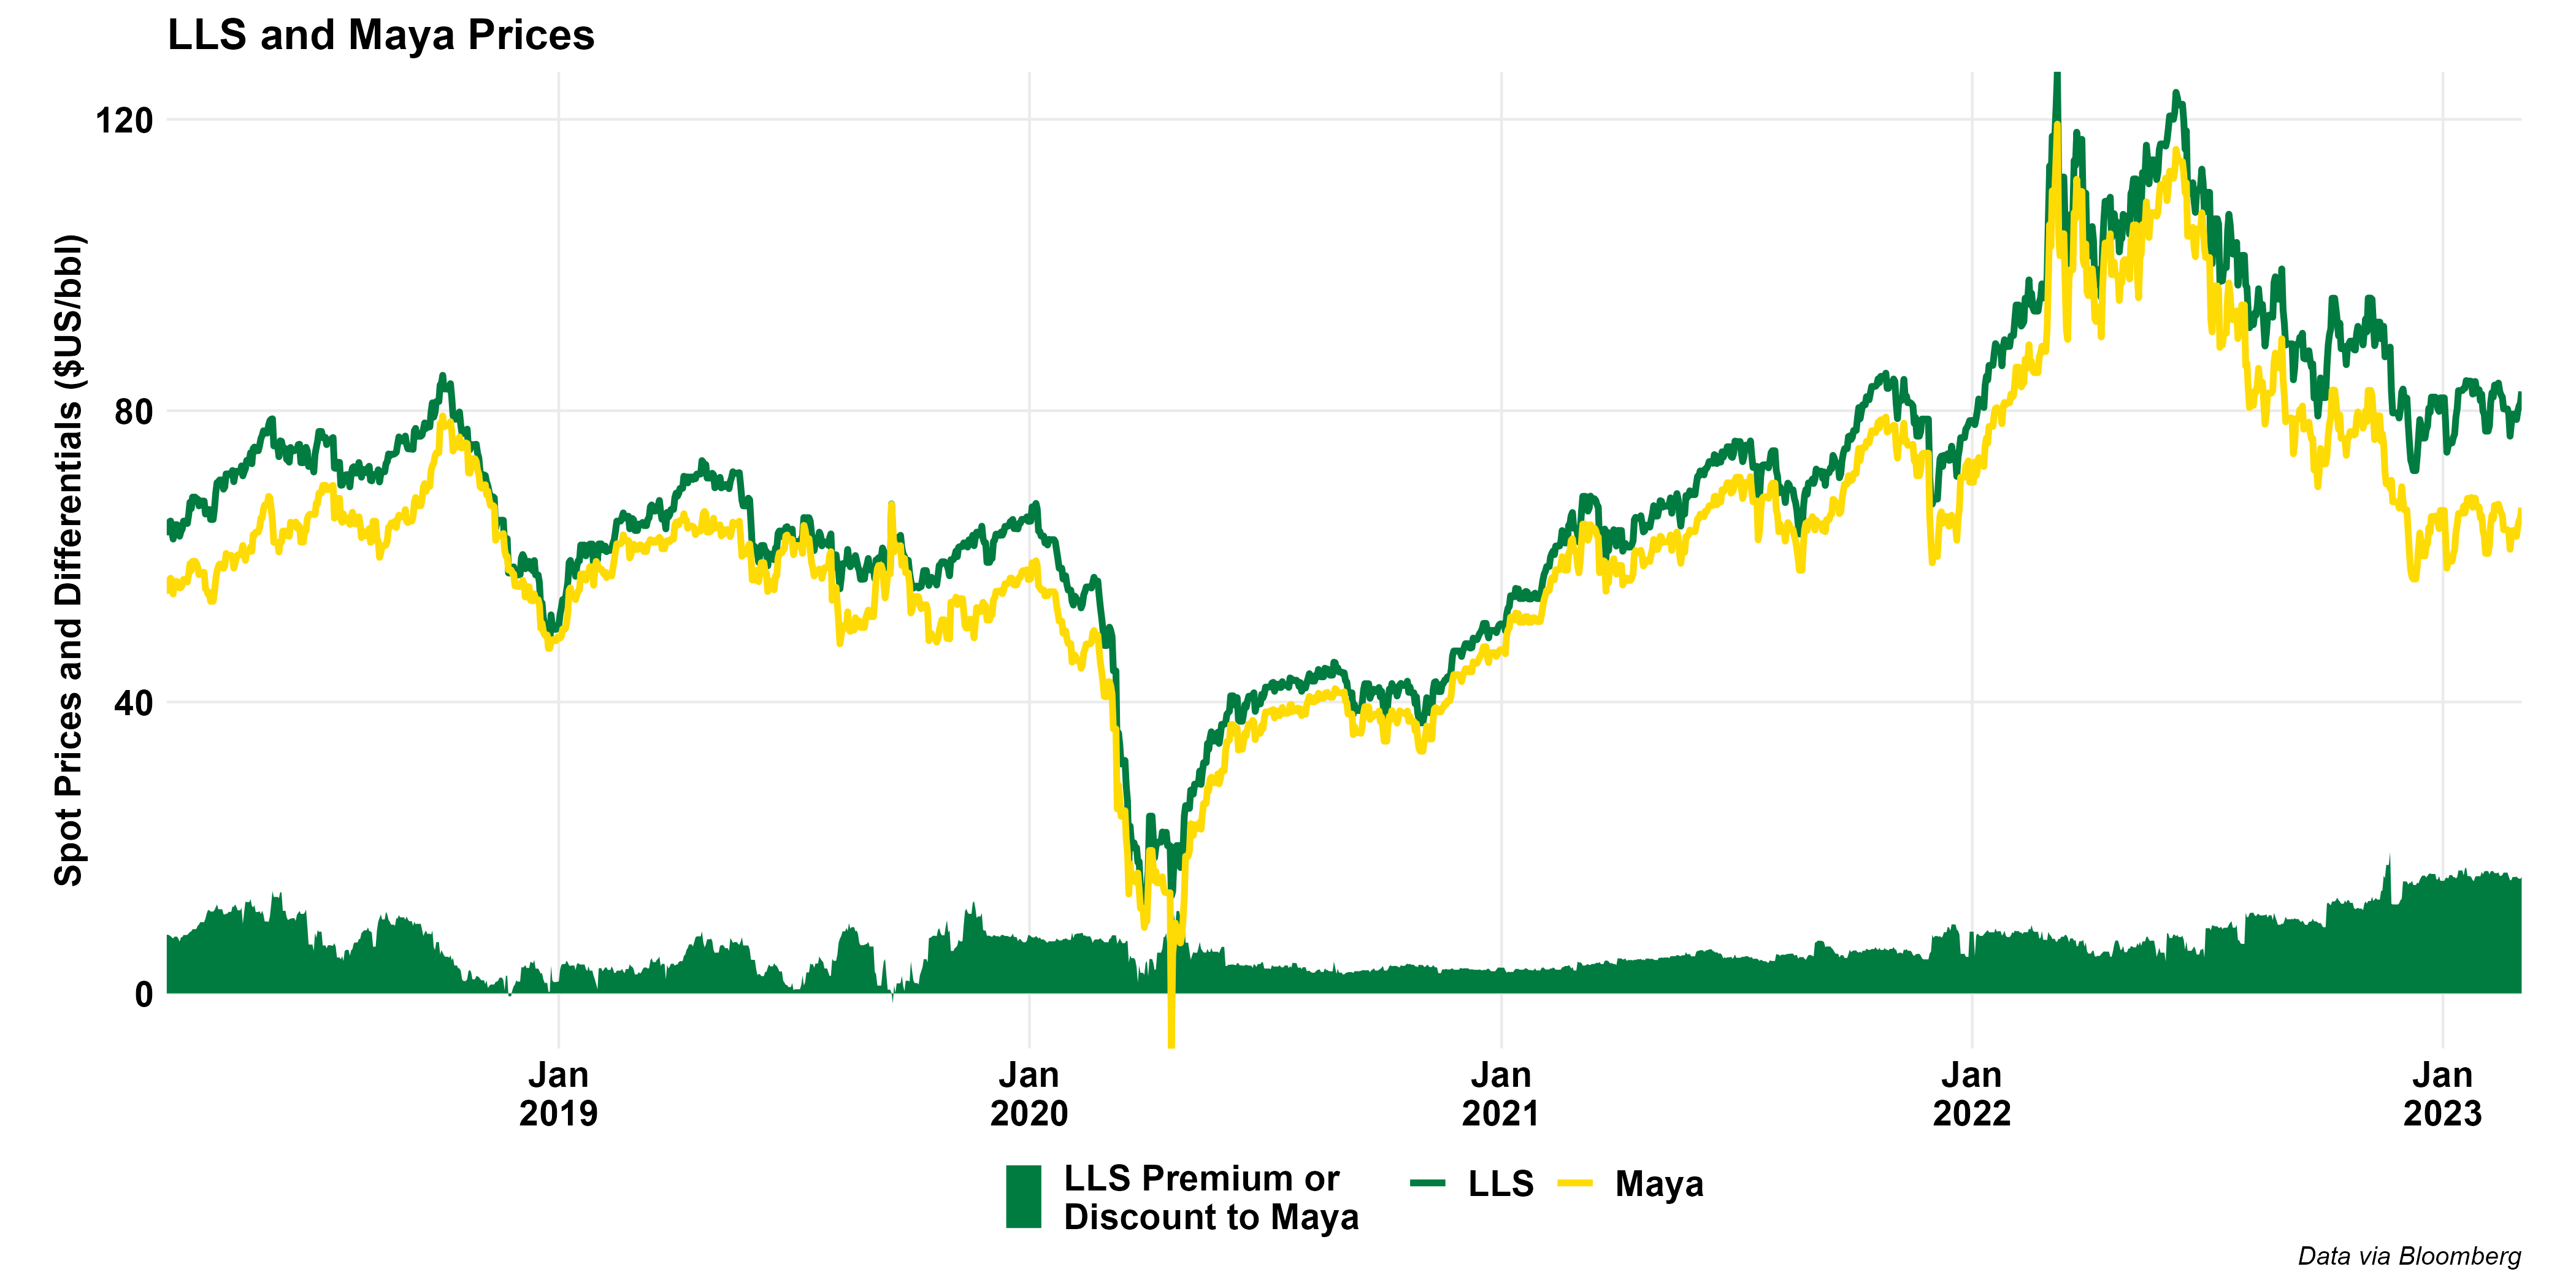 LLS and Maya Prices
Spot Prices and Differentials ($US/bbl)
120
80
40
0
Jan
2019
Jan
2020
Jan
2021
Jan
2022
Jan
2023
LLS Premium or
Discount to Maya
LLS
Maya
Data via Bloomberg